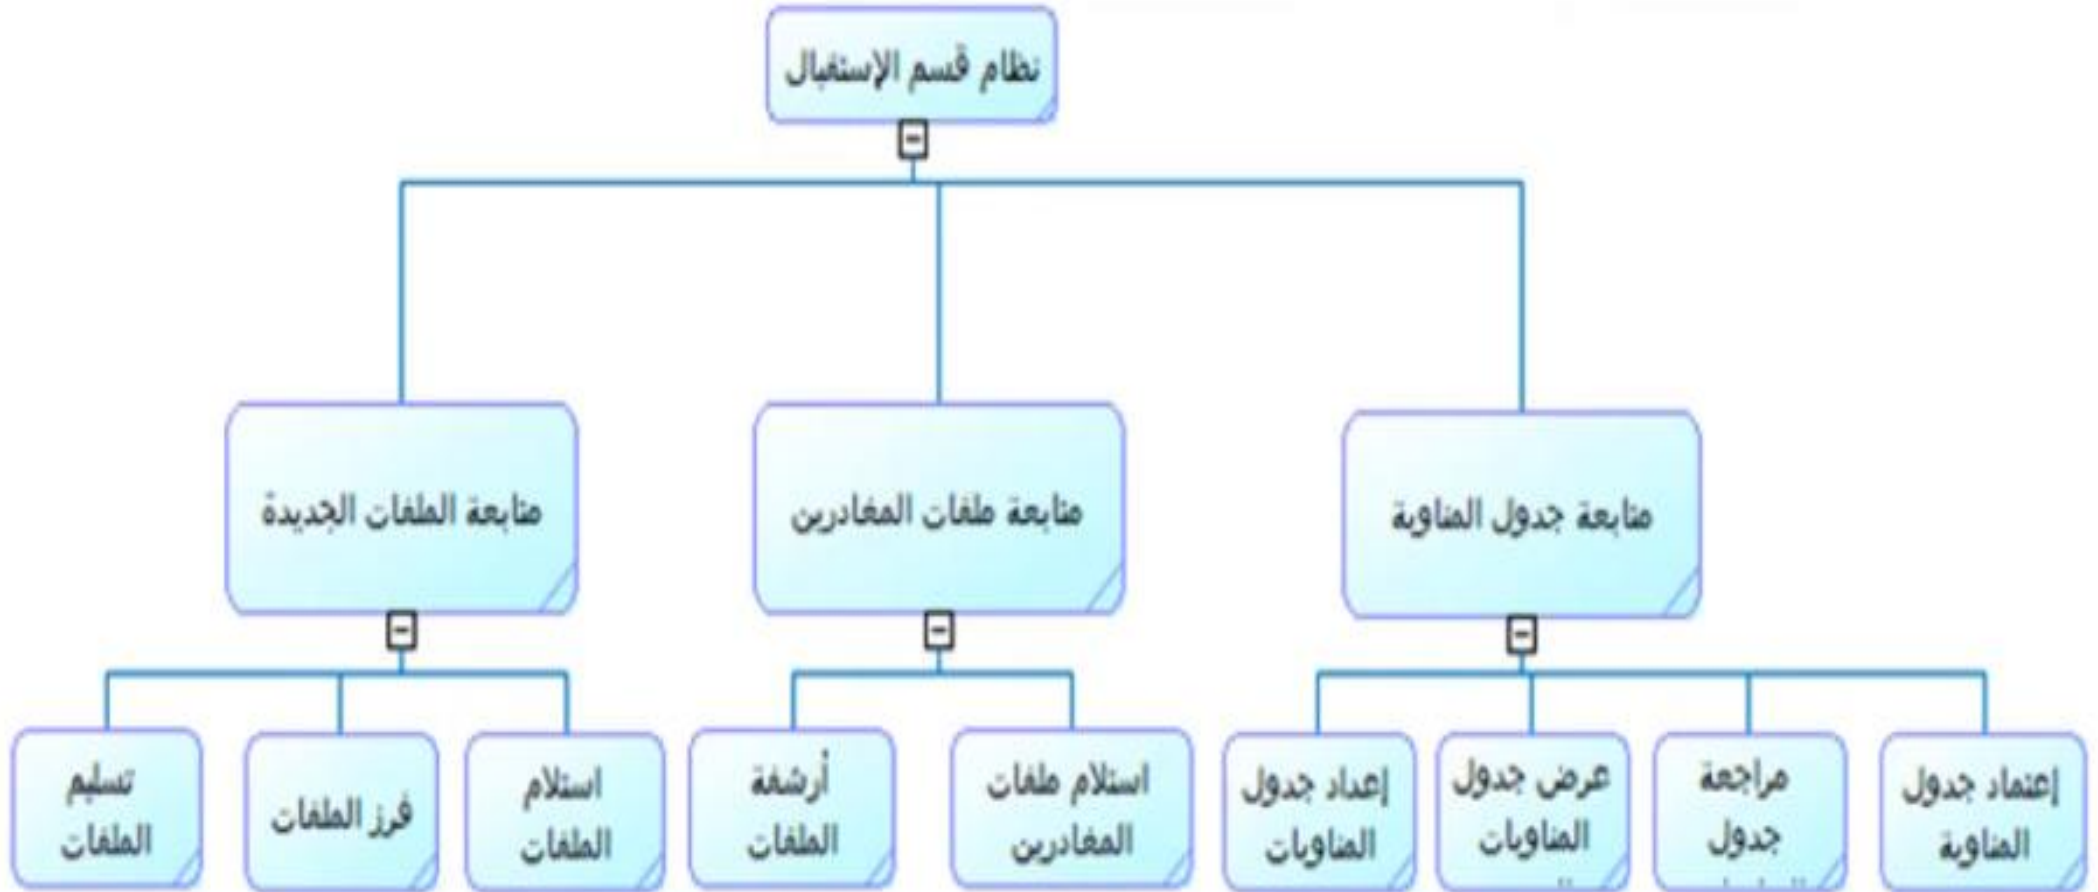 نظام قسم الإستقبال
متابعة جدول المناوبة
متابعة ملفات المغادرين
متابعة الملفات الجديدة
إعتماد جدول
المناوبة
مراجعة
جدول
عرض جدول
المناوبات
إعداد جدول
المناوبات
استلام ملفات
المغادرين
أرشفة
الملفات
استلام
الملفات
فرز الملفات
تسليم
الملفات